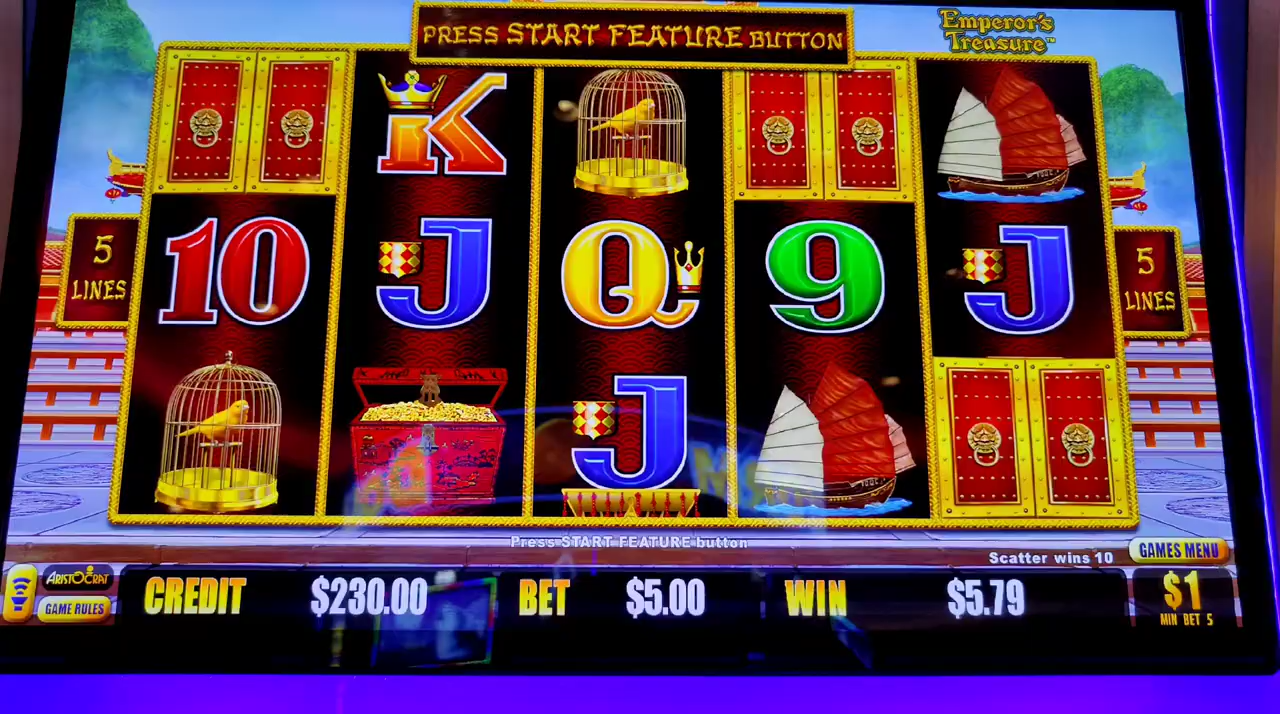 PRESS START FEATURE BUTTON
Emperor's
Treasure™
K
5
LINES
10
J
Q
9
J
5
LINES
J
Press START FEATURE button
Scatter wins 10
GAMES MENU
ARISTOCRAT
GAME RULES
CREDIT $230.00 BET $5.00 WIN $5.79
$1
MIN BET 5